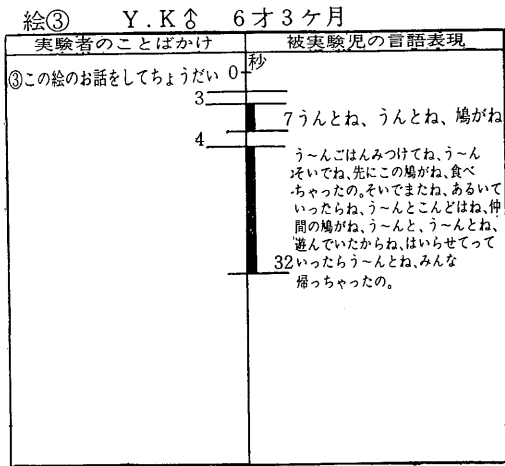 絵③ Y.K♂ 6才3ケ月
実験者のことばかけ 被実験児の言語表現
秒
③この絵のお話をしてちょうだい 0
3
7 うんとね、うんとね、鳩がね
4
う～んごはんみつけてね、う～ん
そいでね、先にこの鳩がね、食べ
ちゃったの。そいでまたね、あるいて
いったらね、う～んとこんどはね、仲
間の鳩がね、う～んと、う～んとね、
遊んでいたからね、はいらせてって
32 いったらう～んとね、みんな
帰っちゃったの。